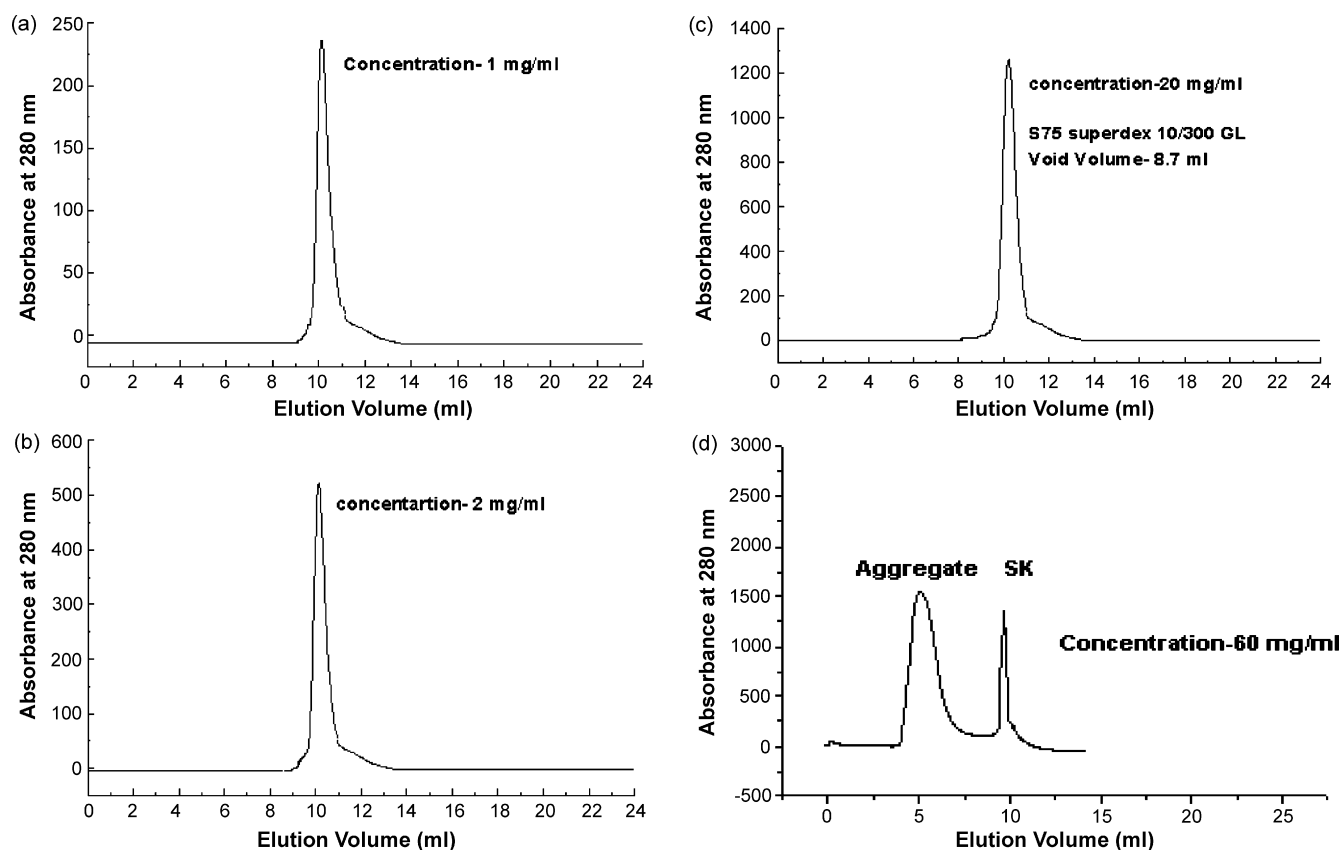 (a)
250
200
150
100
50
0
Absorbance at 280 nm
Concentration- 1 mg/ml
0 2 4 6 8 10 12 14 16 18 20 22 24
Elution Volume (ml)
(b)
600
500
400
300
200
100
0
Absorbance at 280 nm
concentartion- 2 mg/ml
0 2 4 6 8 10 12 14 16 18 20 22 24
Elution Volume (ml)
(c)
1400
1200
1000
800
600
400
200
0
Absorbance at 280 nm
concentration-20 mg/ml
S75 superdex 10/300 GL
Void Volume- 8.7 ml
0 2 4 6 8 10 12 14 16 18 20 22 24
Elution Volume (ml)
(d)
3000
2500
2000
1500
1000
500
0
-500
Absorbance at 280 nm
Aggregate SK
Concentration-60 mg/ml
0 5 10 15 20 25
Elution Volume (ml)